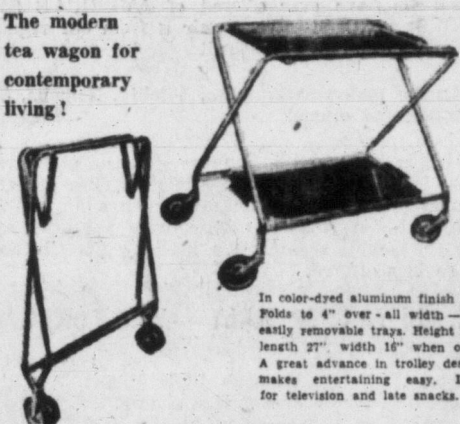 The modern
tea wagon for
contemporary
living !
In color-dyed aluminum finish
Folds to 4" over - all width —
easily removable trays. Height
length 27", width 16" when
A great advance in trolley
makes entertaining easy.
for television and late snacks.